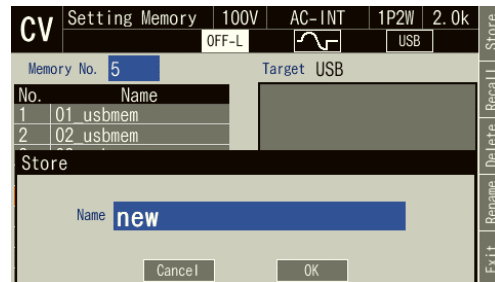 CV Setting Memory 100V AC-INT 1P2W 2.0k
OFF-L USB
Memory No. 5 Target USB
No. Name
1 01_usbmem
2 02_usbmem
Store
Name new
Cancel OK
Store
Recall
Delete
Rename
Exit